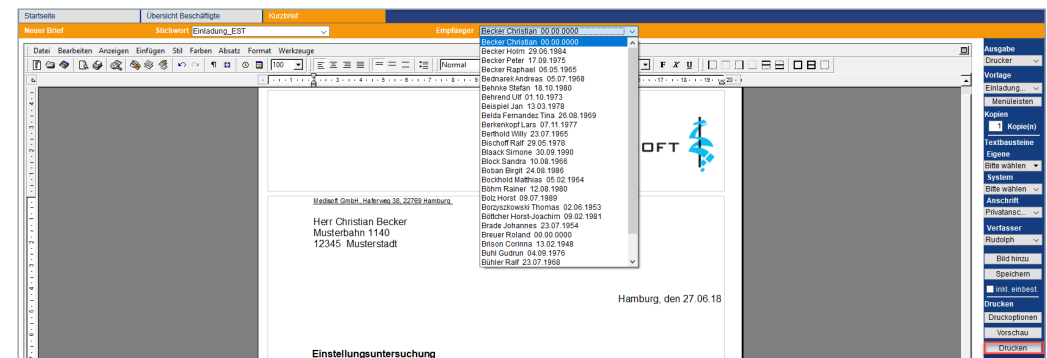 Startseite Übersicht Beschäftigte Kurzbrief
Neuer Brief Stichwort Einladung_EST Empfänger Becker Christian 00.00.0000
Datei Bearbeiten Anzeigen Einfügen Stil Farben Absatz Format Werkzeuge
100 Normal F X U
Becker Christian 00.00.0000
Becker Holm 29.06.1984
Becker Peter 17.09.1975
Becker Raphael 06.05.1965
Bednarek Andreas 05.07.1968
Behnke Stefan 18.10.1980
Behrend Ulf 01.10.1973
Beispiel Jan 13.03.1978
Belda Fernandez Tina 26.08.1969
Berkenkopf Lars 07.11.1977
Berthold Willy 23.07.1965
Bischoff Ralf 29.05.1978
Blaack Simone 30.09.1990
Block Sandra 10.08.1966
Boban Birgit 24.08.1986
Bockhold Matthias 05.02.1964
Böhm Rainer 12.08.1980
Bolz Horst 09.07.1989
Borzyszkowski Thomas 02.06.1953
Böttcher Horst-Joachim 09.02.1981
Brade Johannes 23.07.1954
Breuer Roland 00.00.0000
Brison Corinna 13.02.1948
Buhl Gudrun 04.09.1976
Bühler Ralf 23.07.1968
OFT
Medisoft GmbH, Haferweg 38, 22769 Hamburg
Herr Christian Becker
Musterbahn 1140
12345 Musterstadt
Hamburg, den 27.06.18
Einstellungsuntersuchung
Ausgabe
Drucker
Vorlage
Einladung...
Menüleisten
Kopien
1 Kopie(n)
Textbausteine
Eigene
Bitte wählen
System
Bitte wählen
Anschrift
Privatansc...
Verfasser
Rudolph
Bild hinzu
Speichern
inkl. einbest.
Drucken
Druckoptionen
Vorschau
Drucken